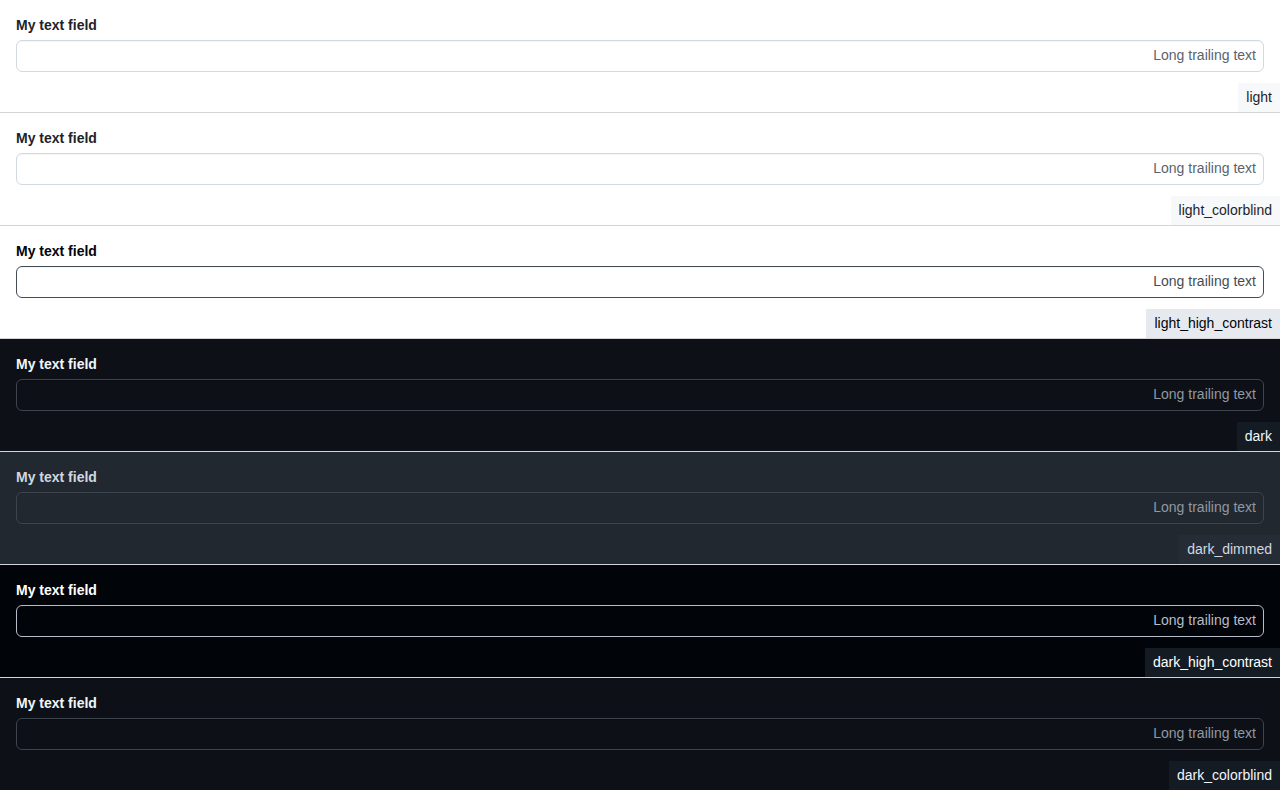 My text field
Long trailing text
light
My text field
Long trailing text
light_colorblind
My text field
Long trailing text
light_high_contrast
My text field
Long trailing text
dark
My text field
Long trailing text
dark_dimmed
My text field
Long trailing text
dark_high_contrast
My text field
Long trailing text
dark_colorblind